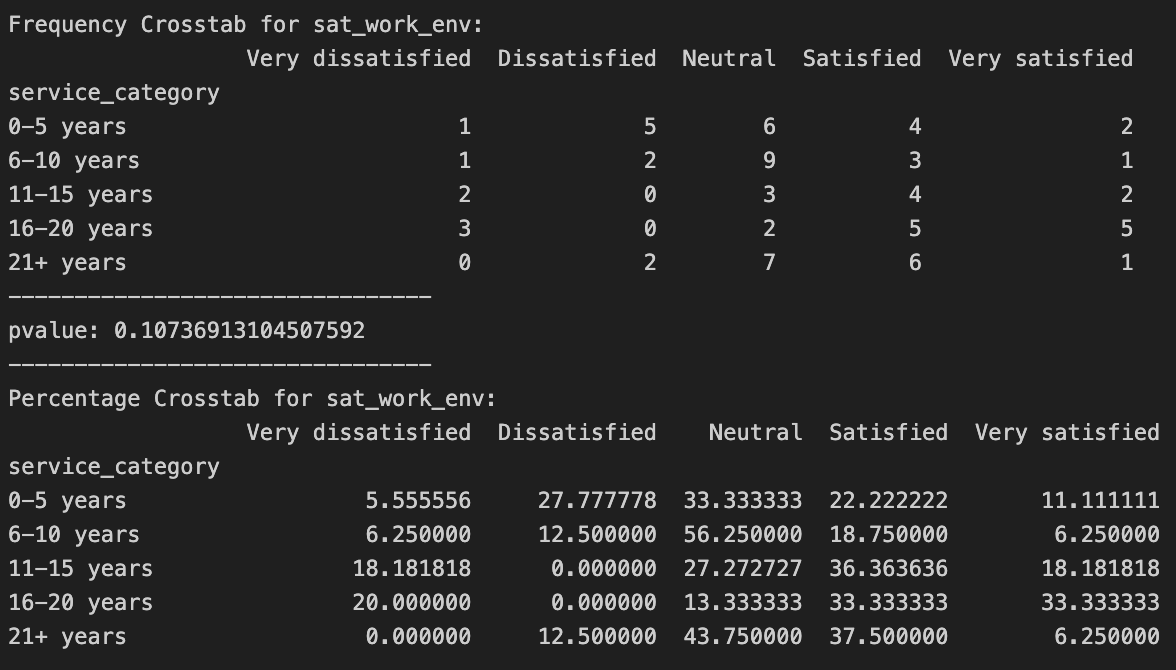 Frequency Crosstab for sat_work_env:
Very dissatisfied  Dissatisfied  Neutral  Satisfied  Very satisfied
service_category
0-5 years  1  5  6  4  2
6-10 years  1  2  9  3  1
11-15 years  2  0  3  4  2
16-20 years  3  0  2  5  5
21+ years  0  2  7  6  1
--------------------------------
pvalue: 0.10736913104507592
--------------------------------
Percentage Crosstab for sat_work_env:
Very dissatisfied  Dissatisfied  Neutral  Satisfied  Very satisfied
service_category
0-5 years  5.555556  27.777778  33.333333  22.222222  11.111111
6-10 years  6.250000  12.500000  56.250000  18.750000  6.250000
11-15 years  18.181818  0.000000  27.272727  36.363636  18.181818
16-20 years  20.000000  0.000000  13.333333  33.333333  33.333333
21+ years  0.000000  12.500000  43.750000  37.500000  6.250000